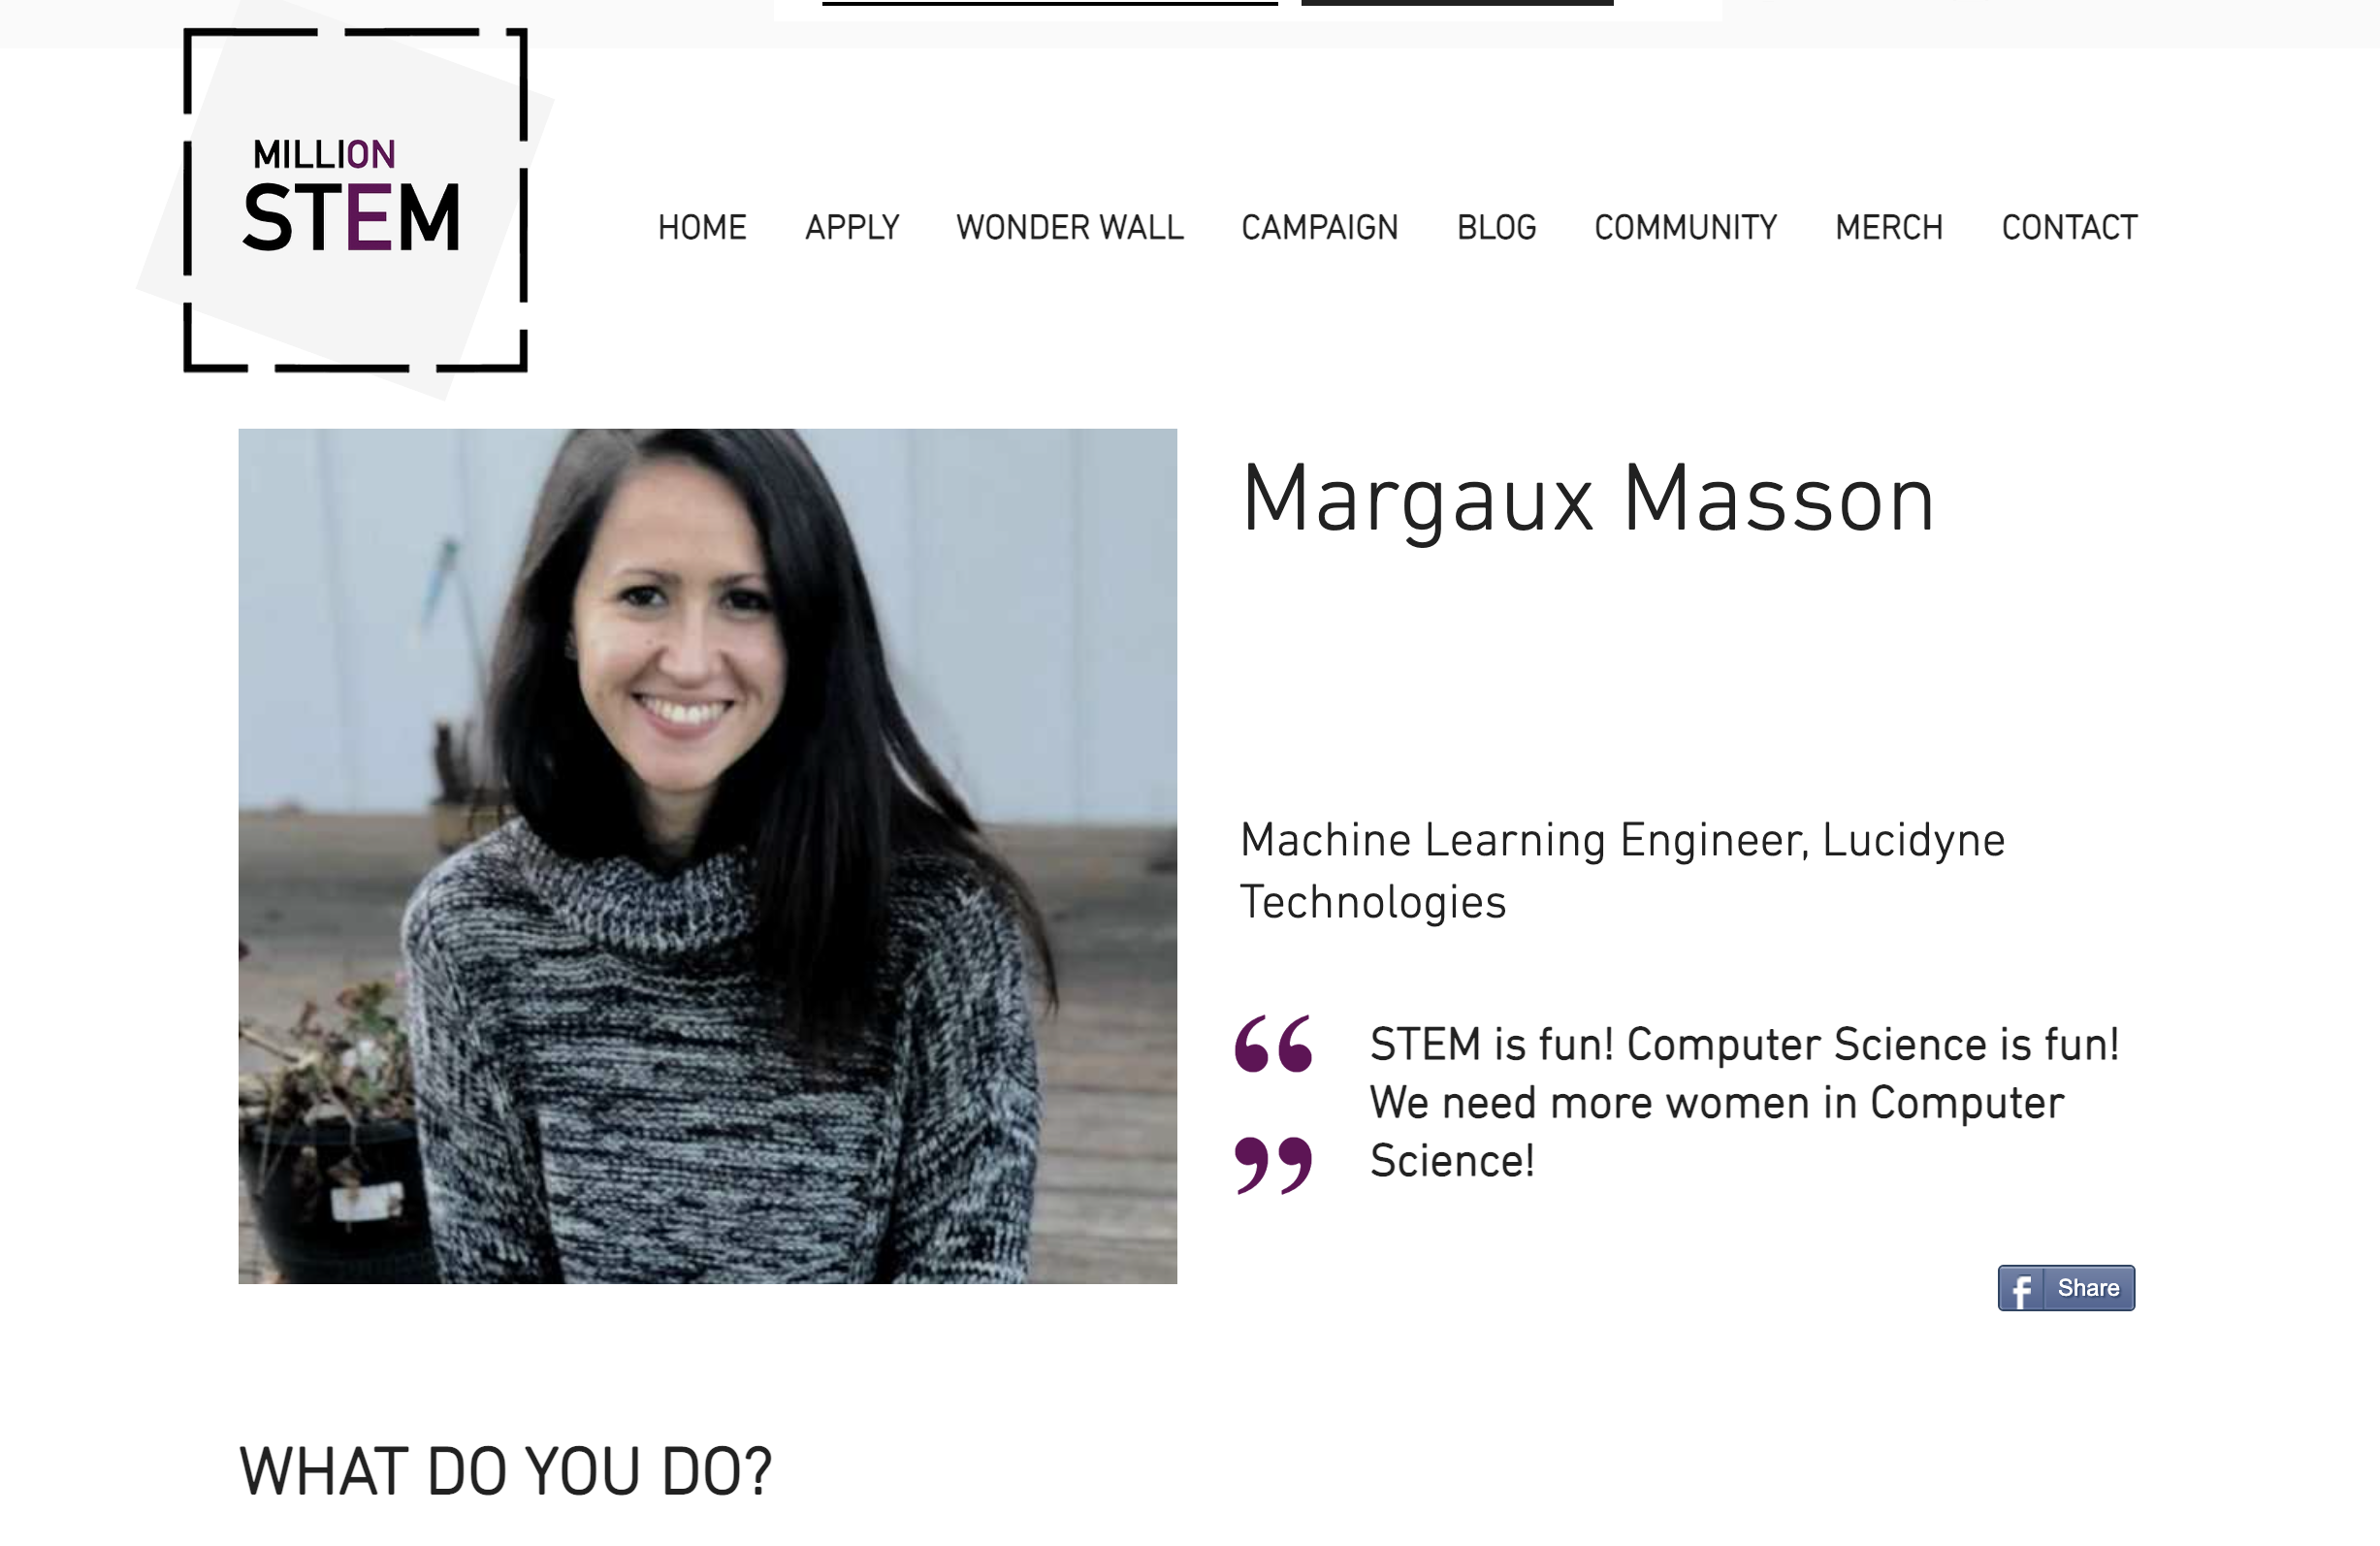 MILLION
STEM
HOME APPLY WONDER WALL CAMPAIGN BLOG COMMUNITY MERCH CONTACT
Margaux Masson
Machine Learning Engineer, Lucidyne
Technologies
“ STEM is fun! Computer Science is fun!
We need more women in Computer
” Science!
f Share
WHAT DO YOU DO?